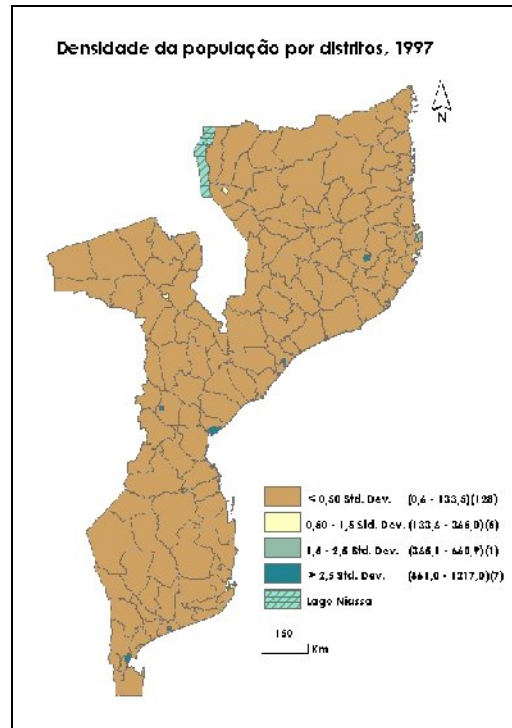 Densidade da população por distritos, 1997
N
< 0,50 Std. Dev. (0,6 - 133,5)(128)
0,50 - 1,5 Std. Dev. (133,6 - 366,0)(6)
1,6 - 2,5 Std. Dev. (366,1 - 660,9)(1)
> 2,5 Std. Dev. (661,0 - 1217,0)(7)
Lago Niassa
150
Km